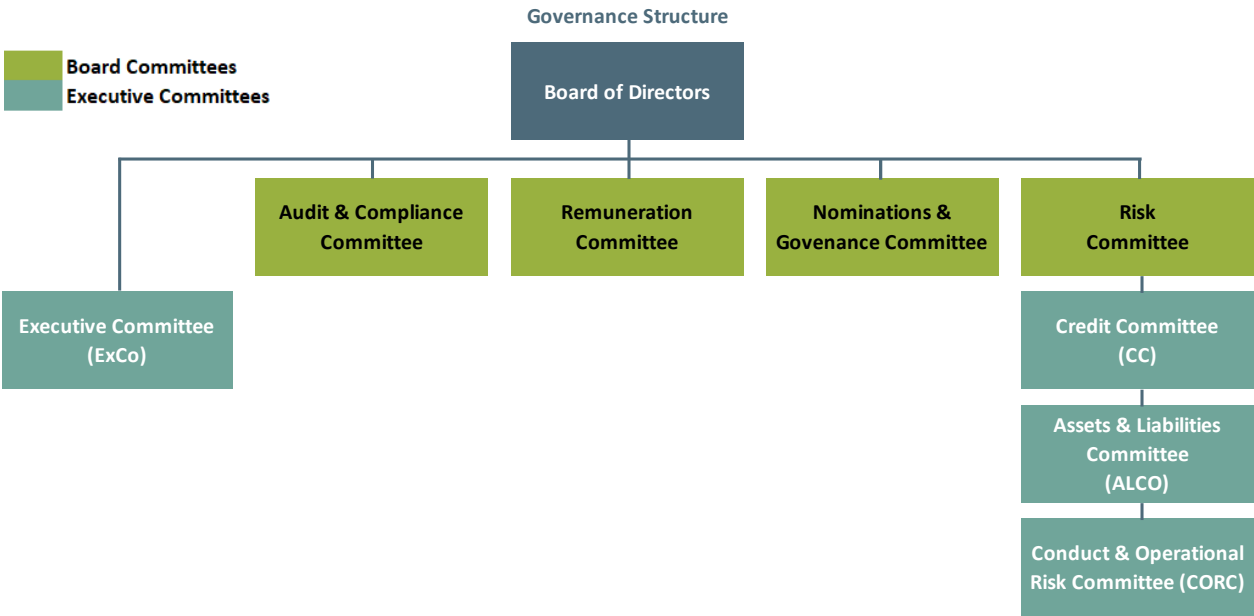 Governance Structure
Board Committees
Executive Committees
Board of Directors
Audit & Compliance
Committee
Remuneration
Committee
Nominations &
Govenance Committee
Risk
Committee
Executive Committee
(ExCo)
Credit Committee
(CC)
Assets & Liabilities
Committee
(ALCO)
Conduct & Operational
Risk Committee (CORC)